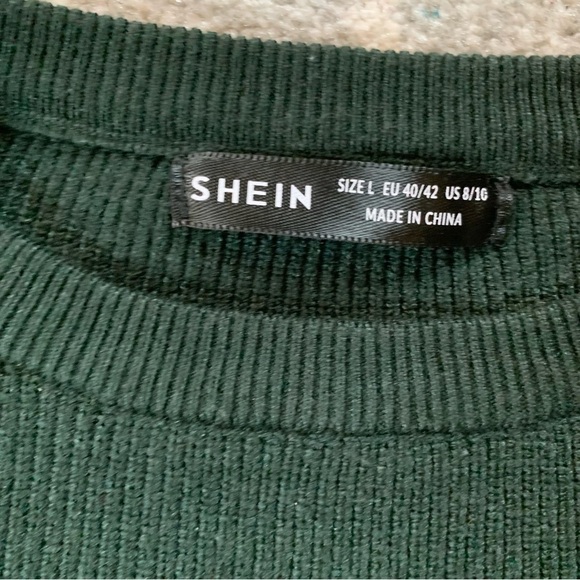 SHEIN
SIZE L EU 40/42 US 8/10
MADE IN CHINA